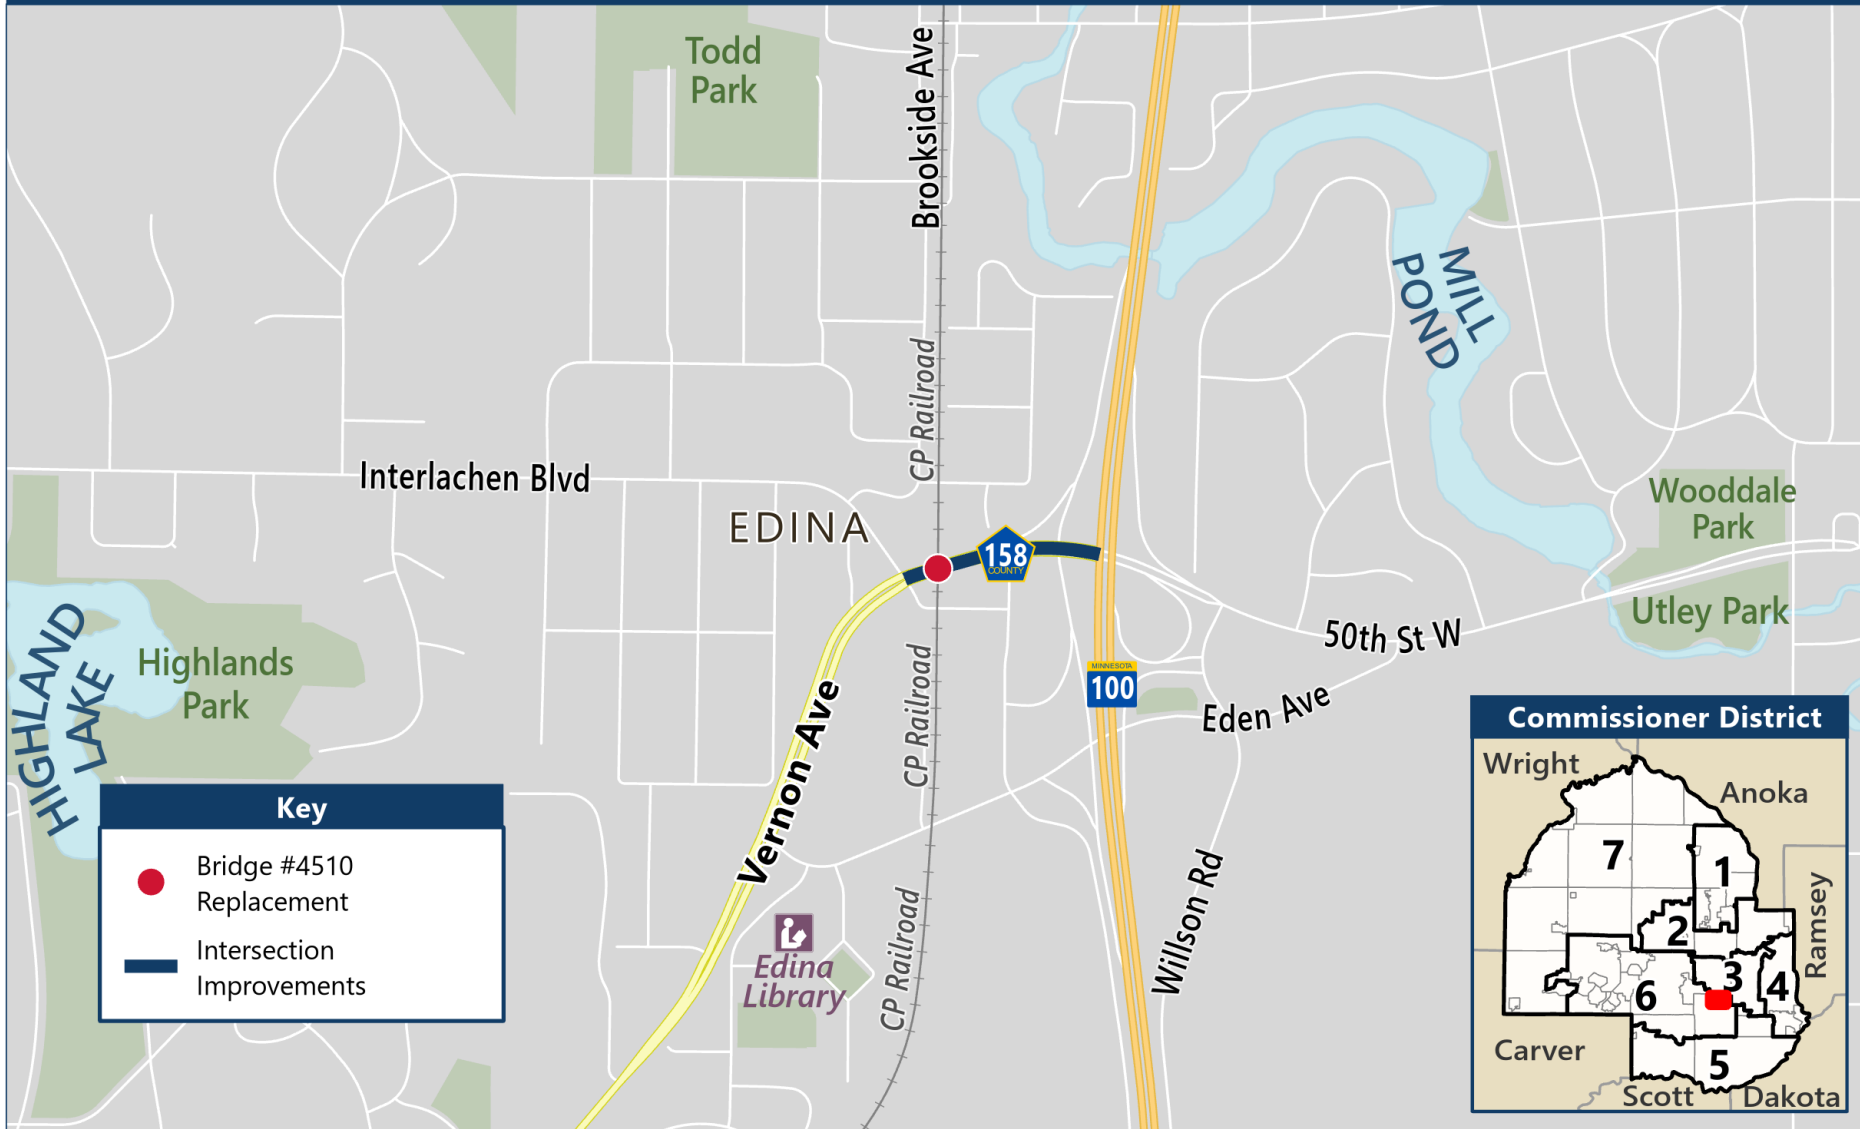 Todd
Park
Brookside Ave
MILL
POND
CP Railroad
Interlachen Blvd
EDINA
158
COUNTY
Wooddale
Park
Utley Park
50th St W
HIGHLAND
LAKE
Highlands
Park
MINNESOTA
100
Eden Ave
CP Railroad
Vernon Ave
Willson Rd
CP Railroad
Edina
Library
Key
Bridge #4510
Replacement
Intersection
Improvements
Commissioner District
Wright
Anoka
7
1
Ramsey
2
3
4
6
Carver
5
Scott
Dakota